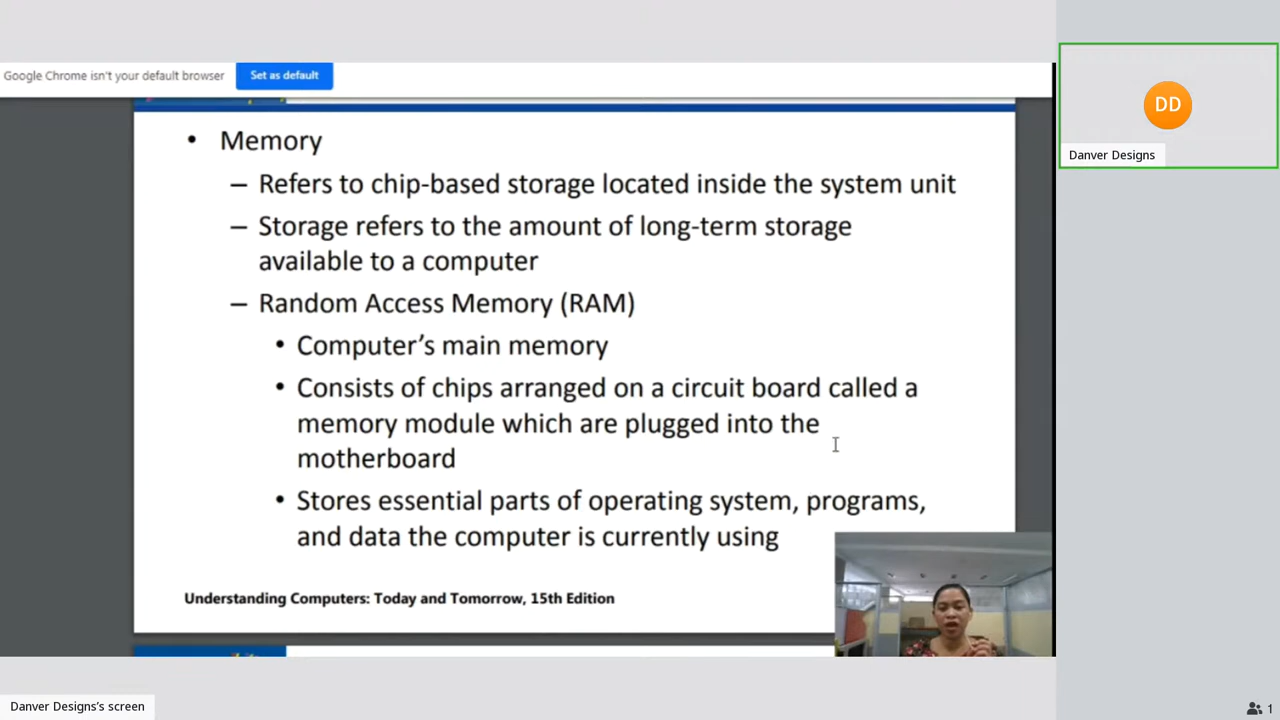 Google Chrome isn't your default browser Set as default
• Memory
– Refers to chip-based storage located inside the system unit
– Storage refers to the amount of long-term storage
available to a computer
– Random Access Memory (RAM)
• Computer’s main memory
• Consists of chips arranged on a circuit board called a
memory module which are plugged into the
motherboard
• Stores essential parts of operating system, programs,
and data the computer is currently using
Understanding Computers: Today and Tomorrow, 15th Edition
DD
Danver Designs
Danver Designs's screen
1